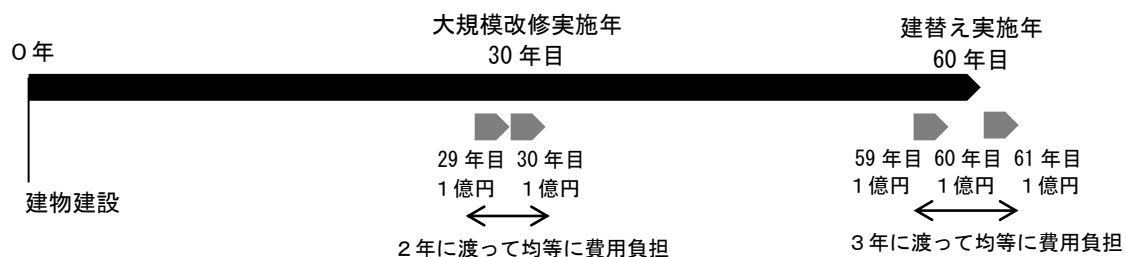 大規模改修実施年
建替え実施年
0年
30年目
60年目
29年目 30年目
59年目 60年目 61年目
1億円 1億円
1億円 1億円 1億円
建物建設
2年に渡って均等に費用負担
3年に渡って均等に費用負担